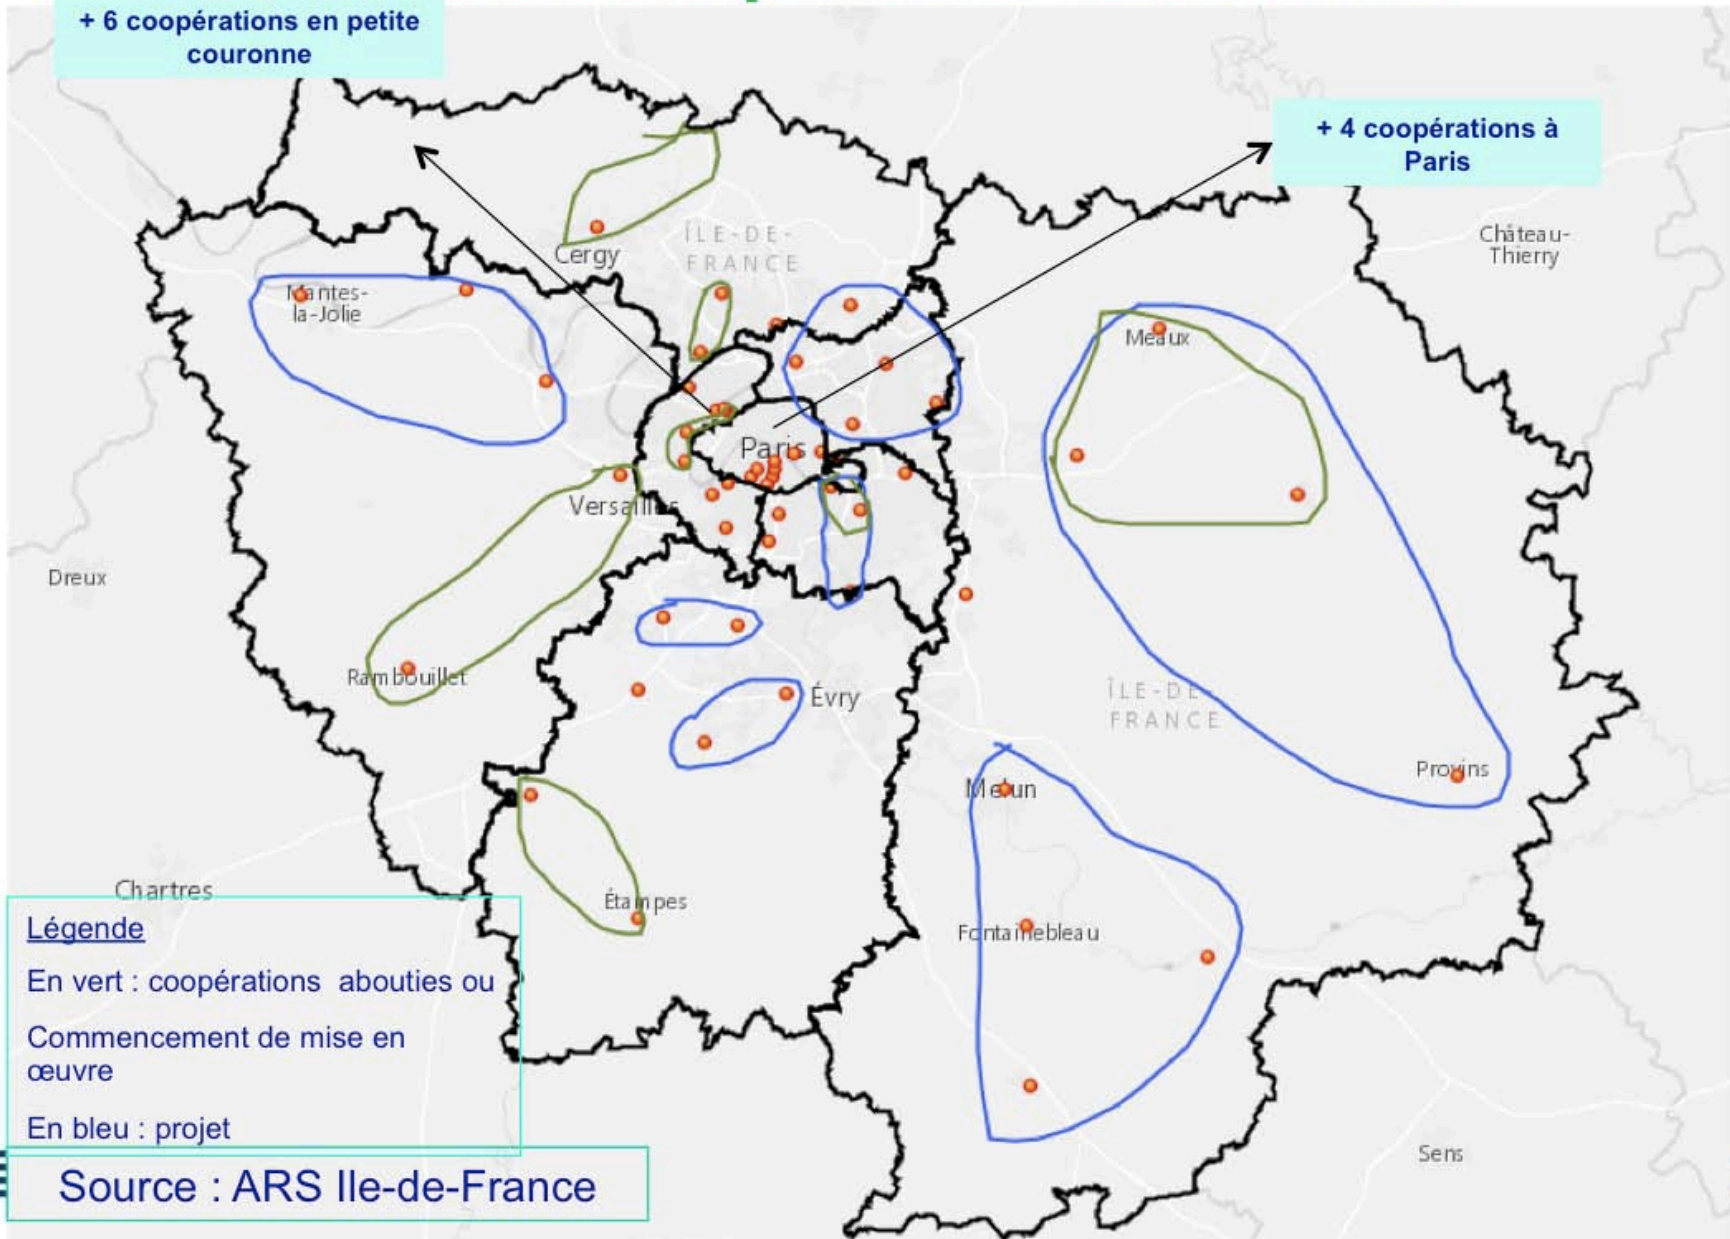 + 6 coopérations en petite
couronne
+ 4 coopérations à
Paris
Château-
Thierry
ÎLE-DE-
FRANCE
Cergy
Mantes-
la-Jolie
Meaux
Paris
Versailles
Dreux
Rambouillet
Évry
ÎLE-DE-
FRANCE
Provins
Melun
Chartres
Étampes
Fontainebleau
Légende
En vert : coopérations abouties ou
Commencement de mise en
œuvre
En bleu : projet
Sens
Source : ARS Ile-de-France